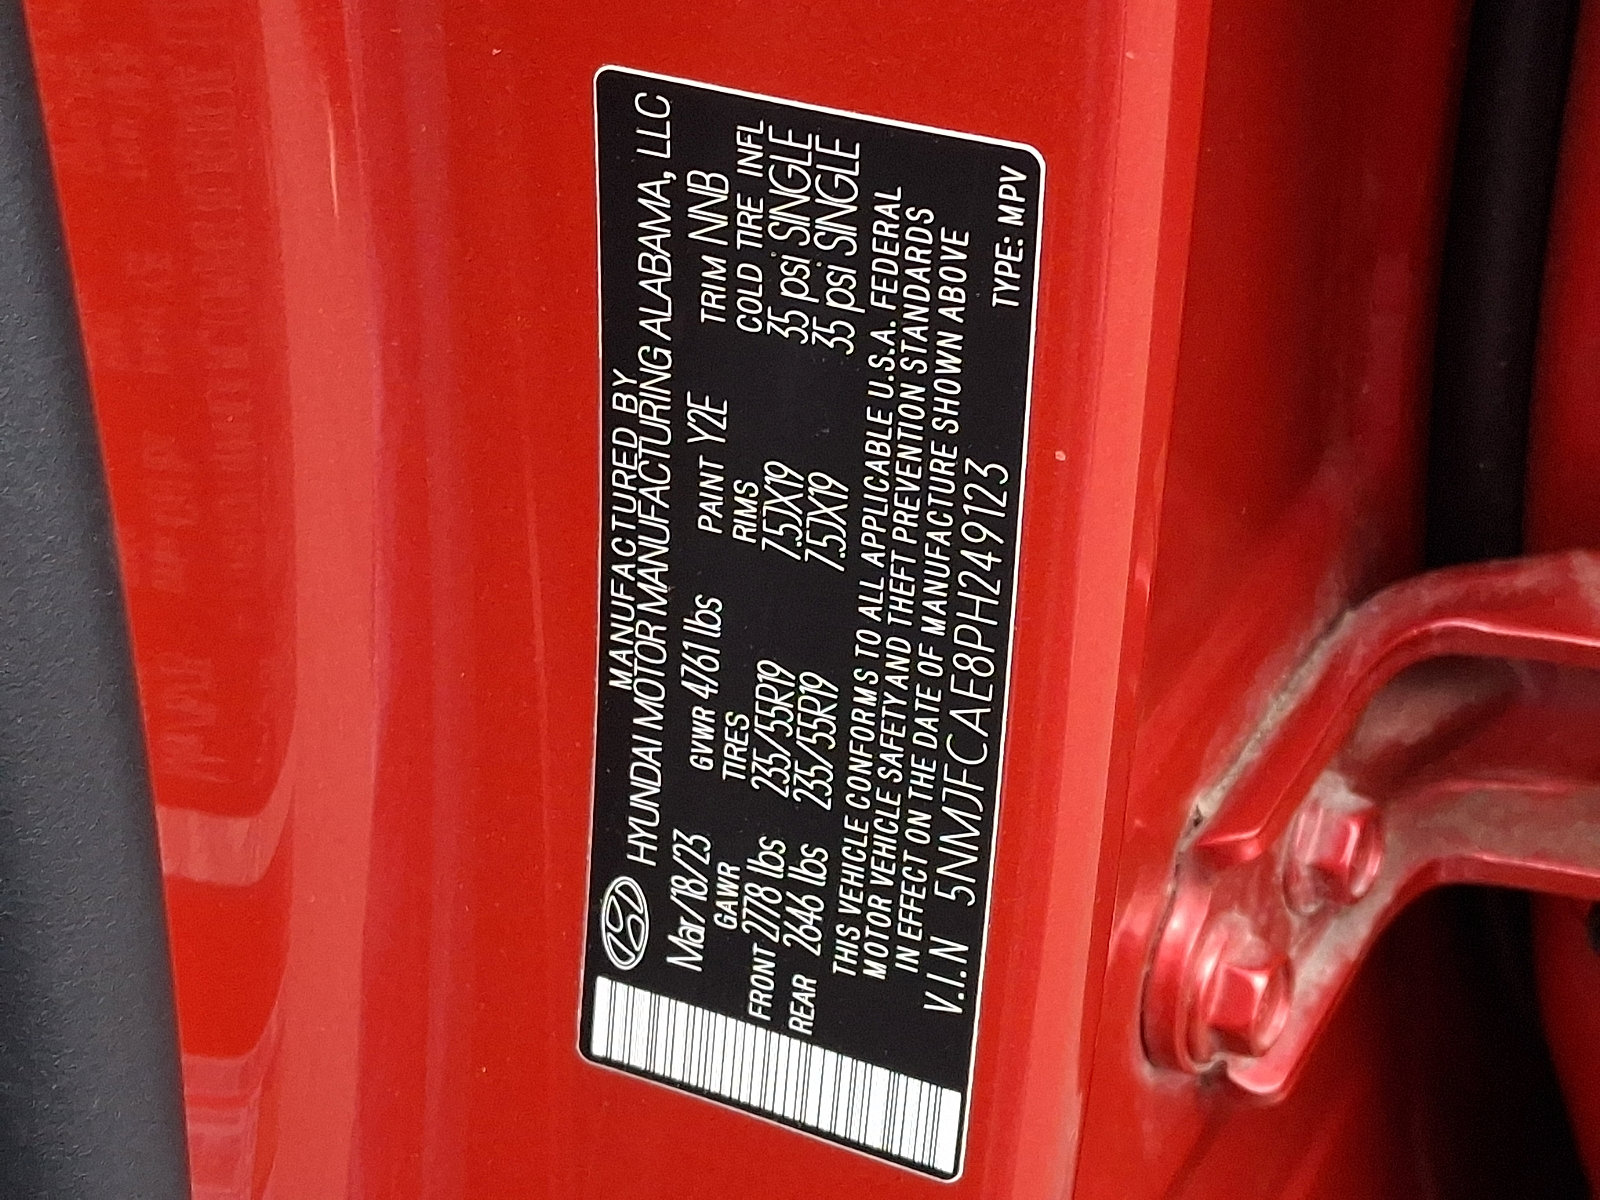 MANUFACTURED BY
HYUNDAI MOTOR MANUFACTURING ALABAMA, LLC
Mar/18/23 GVWR 4761 lbs PAINT Y2E TRIM NNB
GAWR TIRES RIMS COLD TIRE INFL
FRONT 2778 lbs 235/55R19 7.5JX19 35 psi SINGLE
REAR 2646 lbs 235/55R19 7.5JX19 35 psi SINGLE
THIS VEHICLE CONFORMS TO ALL APPLICABLE U.S.A. FEDERAL
MOTOR VEHICLE SAFETY AND THEFT PREVENTION STANDARDS
IN EFFECT ON THE DATE OF MANUFACTURE SHOWN ABOVE
V.I.N 5NMJFCAE8PH249123 TYPE: MPV